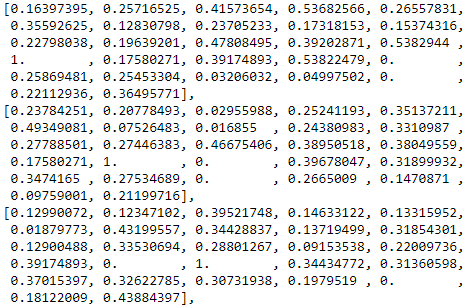 [0.16397395, 0.25716525, 0.41573654, 0.53682566, 0.26557831,
0.35592625, 0.12830798, 0.23705233, 0.17318153, 0.15374316,
0.22798038, 0.19639201, 0.47808495, 0.39202871, 0.5382944 ,
1. , 0.17580271, 0.39174893, 0.53822479, 0. ,
0.25869481, 0.25453304, 0.03206032, 0.04997502, 0. ,
0.22112936, 0.36495771],
[0.23784251, 0.20778493, 0.02955988, 0.25241193, 0.35137211,
0.49349081, 0.07526483, 0.016855 , 0.24380983, 0.3310987 ,
0.27788501, 0.27446383, 0.46675406, 0.38950518, 0.38049559,
0.17580271, 1. , 0. , 0.39678047, 0.31899932,
0.3474165 , 0.27534689, 0. , 0.2665009 , 0.1470871 ,
0.09759001, 0.21199716],
[0.12990072, 0.12347102, 0.39521748, 0.14633122, 0.13315952,
0.01879773, 0.43199557, 0.34428837, 0.13719499, 0.31854301,
0.12900488, 0.33530694, 0.28801267, 0.09153538, 0.22009736,
0.39174893, 0. , 1. , 0.34434772, 0.31360598,
0.37015397, 0.32622785, 0.30731938, 0.1979519 , 0. ,
0.18122009, 0.43884397],